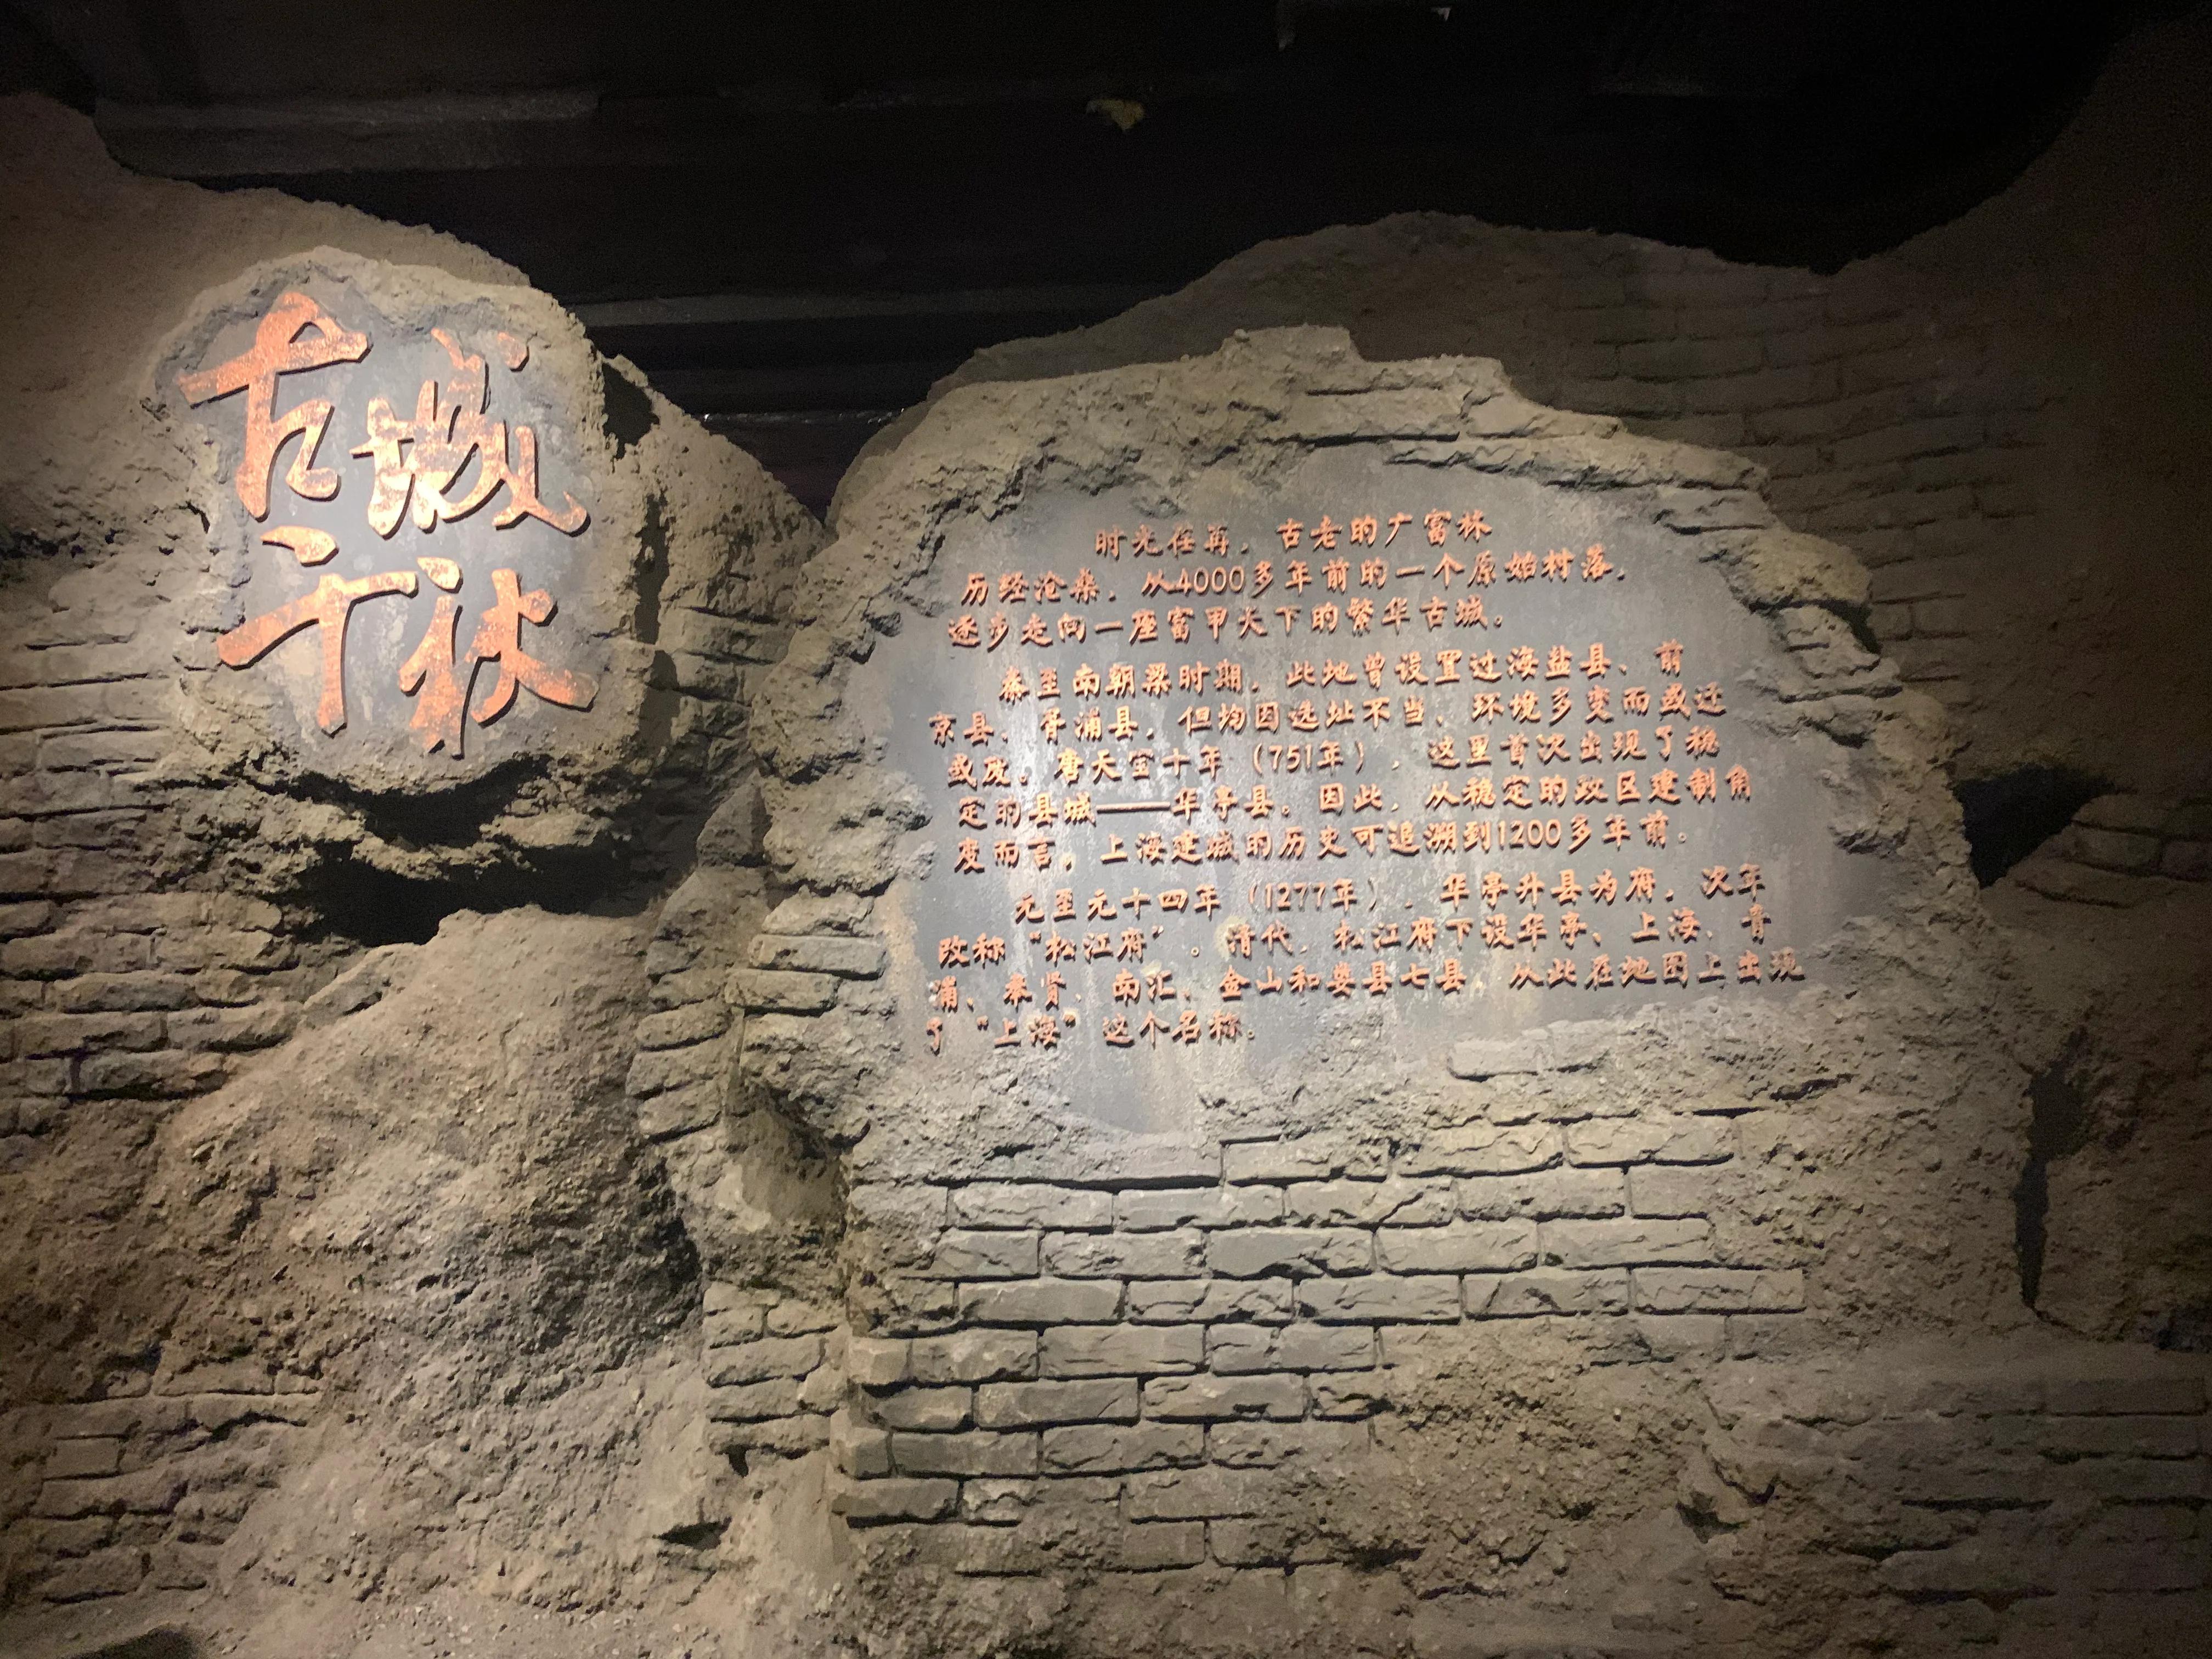 古城
千秋
时光荏苒，古老的广富林
历经沧桑，从4000多年前的一个原始村落，
逐步走向一座富甲天下的繁华古城。
秦至南朝梁时期，此地曾设置过海盐县、前
京县、胥浦县，但均因选址不当、环境多变而或迁
或废。唐天宝十年（751年），这里首次出现了稳
定的县城——华亭县。因此，从稳定的政区建制角
度而言，上海建城的历史可追溯到1200多年前。
元至元十四年（1277年），华亭升县为府，次年
改称“松江府”。清代，松江府下设华亭、上海、青
浦、奉贤、南汇、金山和娄县七县，从此在地图上出现
了“上海”这个名称。